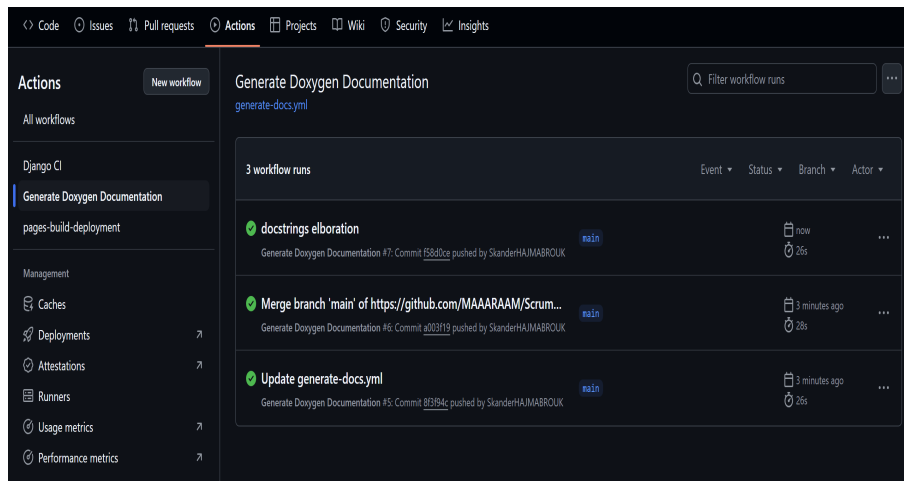 Code Issues Pull requests Actions Projects Wiki Security Insights
Actions
New workflow
All workflows
Django CI
Generate Doxygen Documentation
pages-build-deployment
Management
Caches
Deployments
Attestations
Runners
Usage metrics
Performance metrics
Generate Doxygen Documentation
generate-docs.yml
Filter workflow runs
3 workflow runs
Event Status Branch Actor
docstrings elboration
Generate Doxygen Documentation #7: Commit f58d0ce pushed by SkanderHAJMABROUK
main
now
26s
Merge branch 'main' of https://github.com/MAAARAAM/Scrum...
Generate Doxygen Documentation #6: Commit a003f19 pushed by SkanderHAJMABROUK
main
3 minutes ago
28s
Update generate-docs.yml
Generate Doxygen Documentation #5: Commit 8f3f94c pushed by SkanderHAJMABROUK
main
3 minutes ago
26s